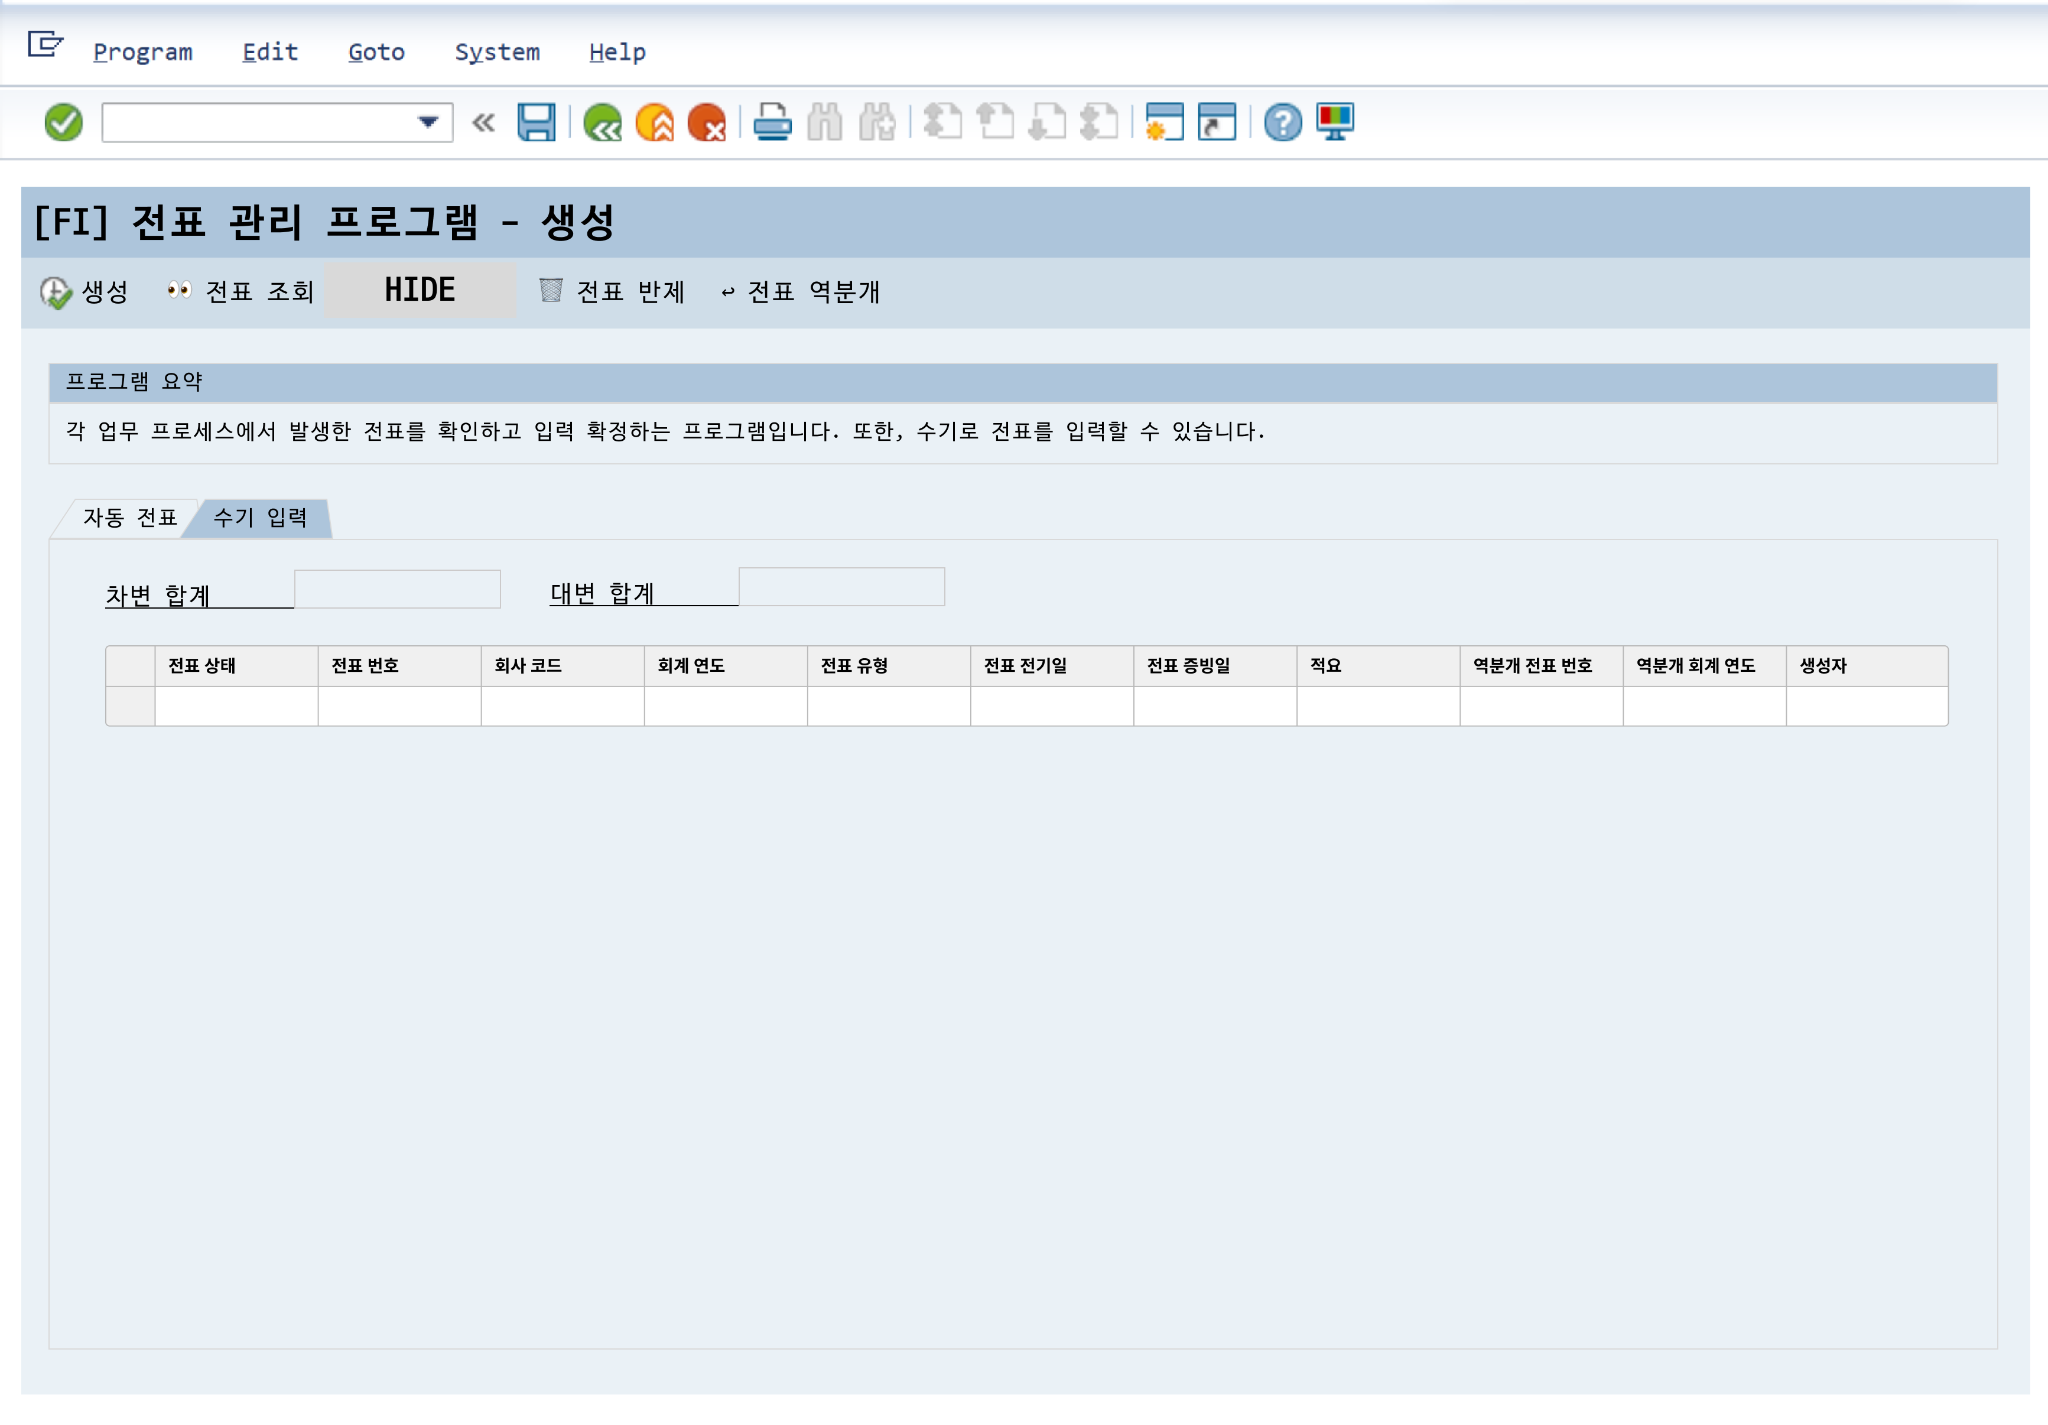 Program Edit Goto System Help
[FI] 전표 관리 프로그램 - 생성
생성 전표 조회 HIDE 전표 반제 전표 역분개
프로그램 요약
각 업무 프로세스에서 발생한 전표를 확인하고 입력 확정하는 프로그램입니다. 또한, 수기로 전표를 입력할 수 있습니다.
자동 전표 수기 입력
차변 합계 대변 합계
전표 상태 전표 번호 회사 코드 회계 연도 전표 유형 전표 전기일 전표 증빙일 적요 역분개 전표 번호 역분개 회계 연도 생성자